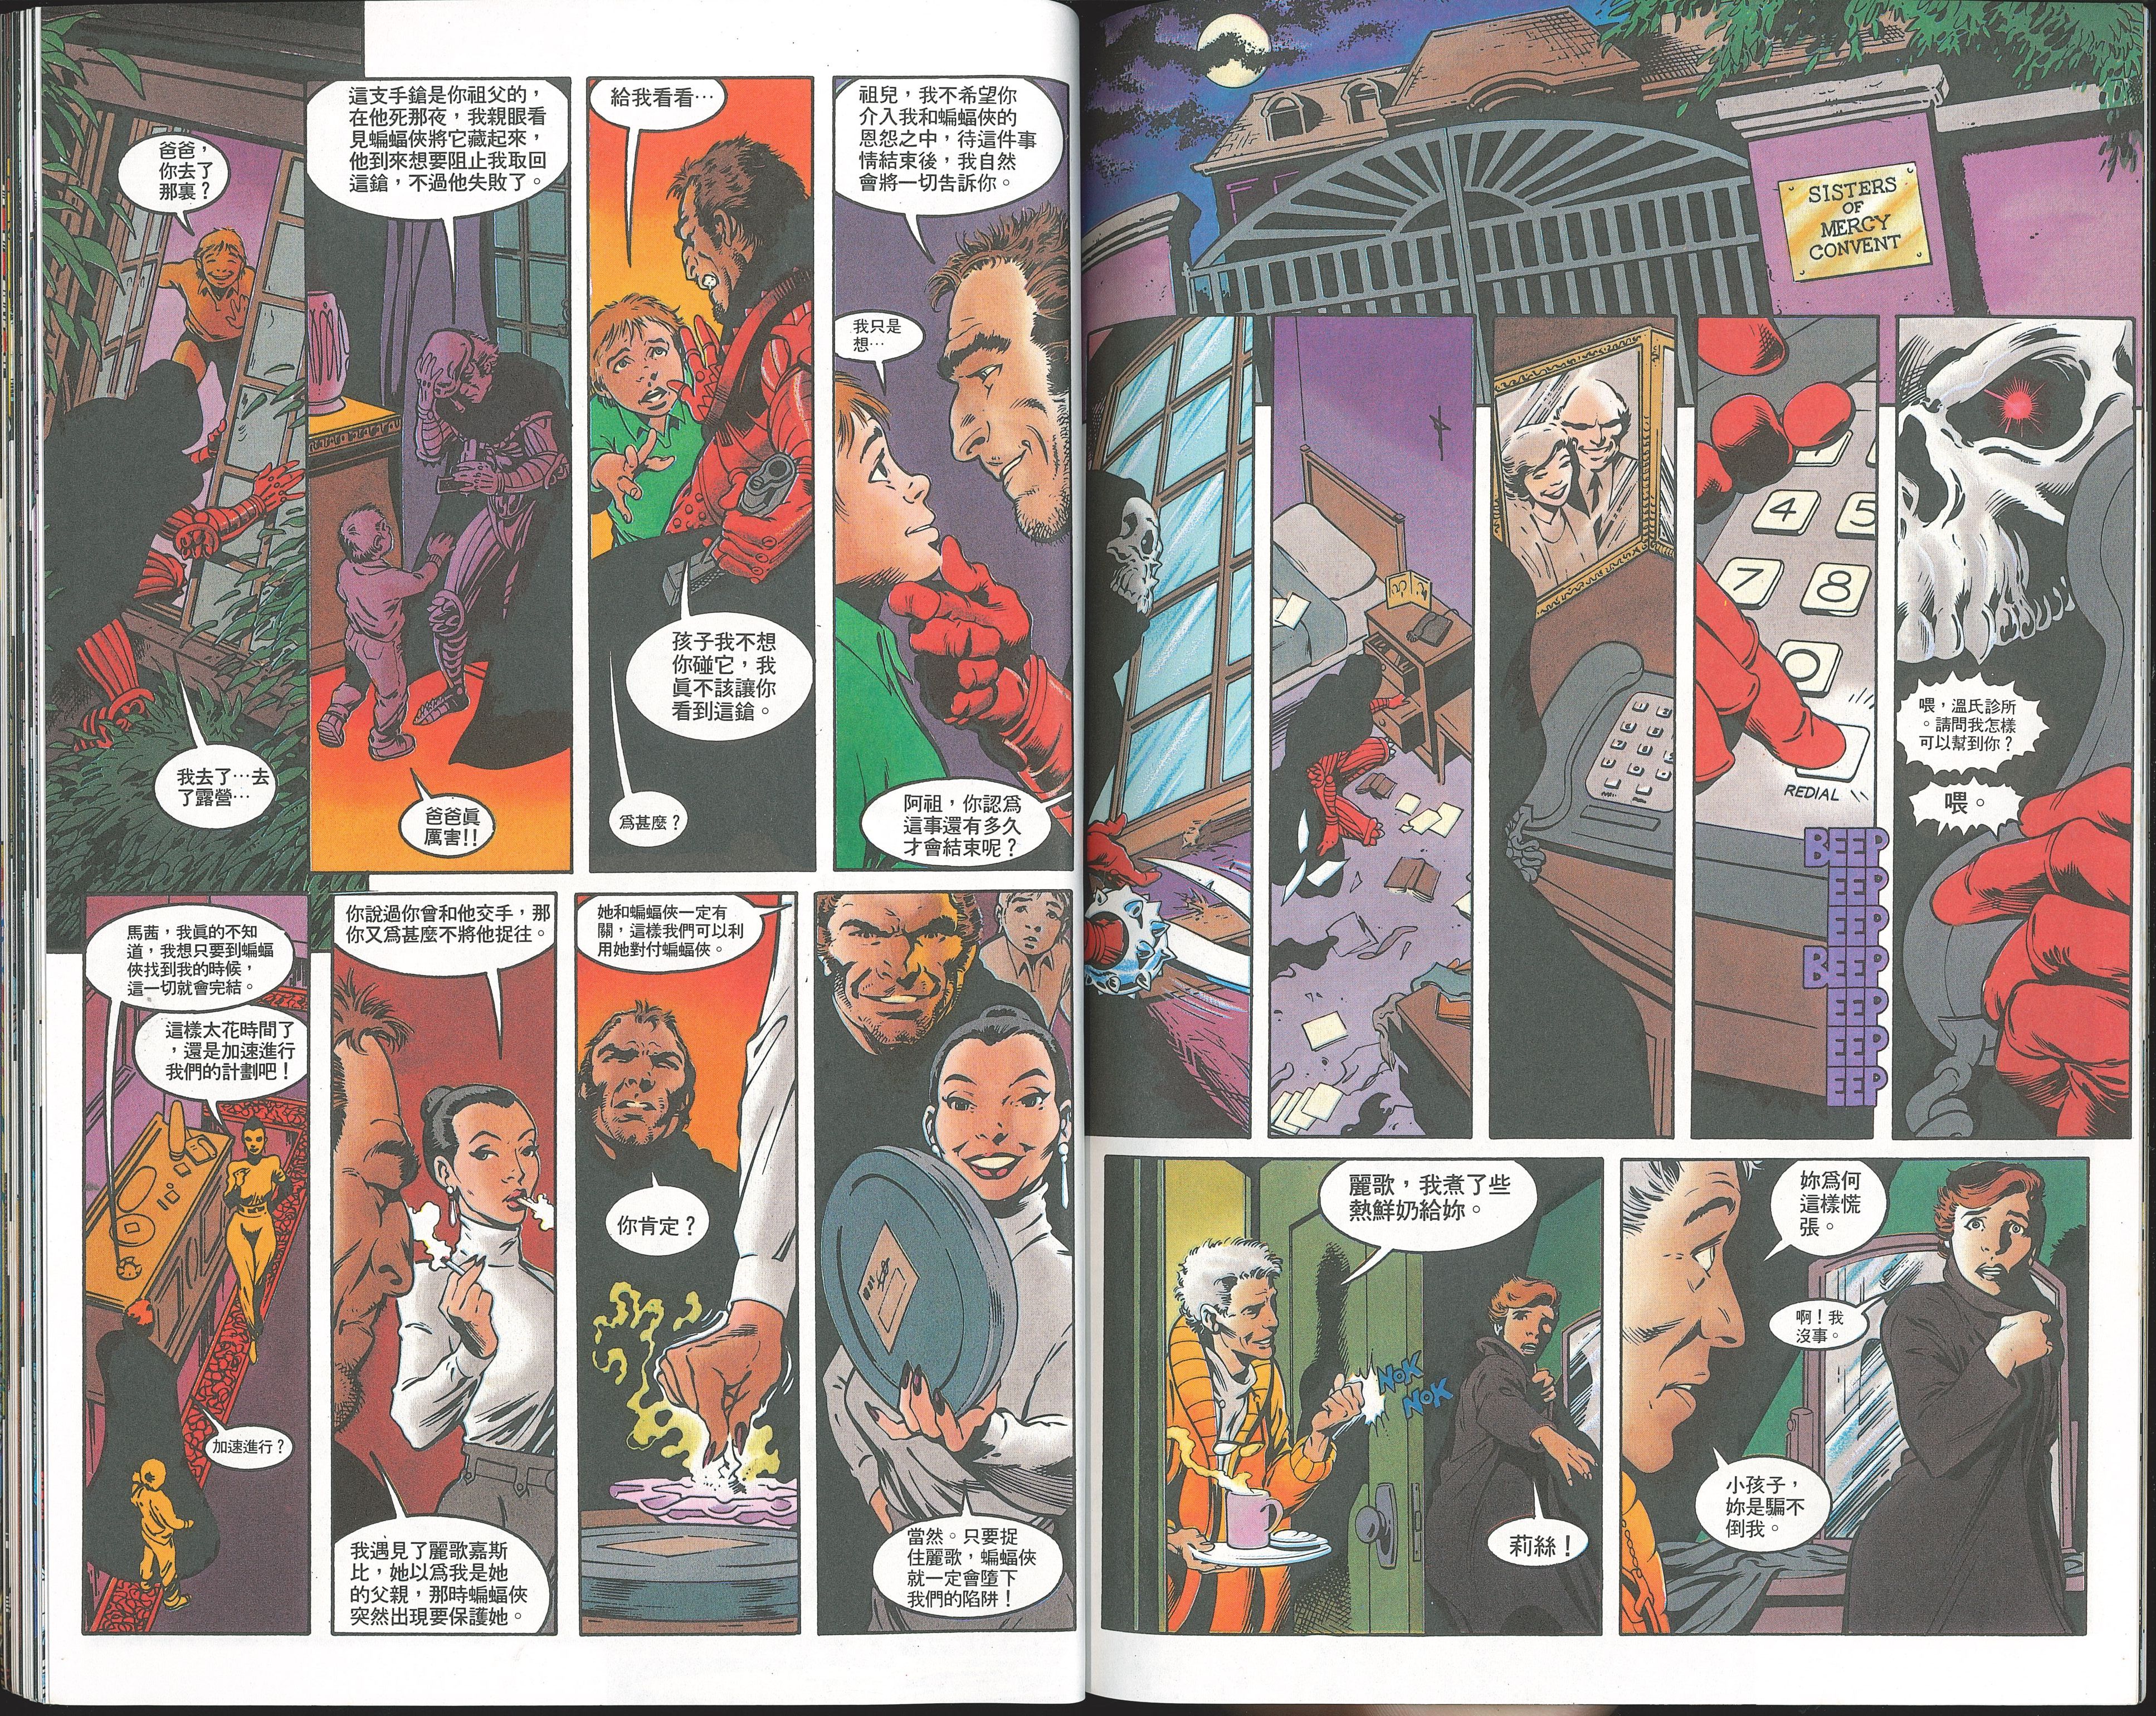 爸爸，
你去了
那裏？
我去了…去
了露營…
這支手鎗是你祖父的，
在他死那夜，我親眼看
見蝙蝠俠將它藏起來，
他到來想要阻止我取回
這鎗，不過他失敗了。
爸爸眞
厲害!!
給我看看…
孩子我不想
你碰它，我
眞不該讓你
看到這鎗。
爲甚麼？
祖兒，我不希望你
介入我和蝙蝠俠的
恩怨之中，待這件事
情結束後，我自然
會將一切告訴你。
我只是
想…
阿祖，你認爲
這事還有多久
才會結束呢？
馬茜，我眞的不知
道，我想只要到蝙蝠
俠找到我的時候，
這一切就會完結。
這樣太花時間了
，還是加速進行
我們的計劃吧！
加速進行？
你說過你曾和他交手，那
你又爲甚麼不將他捉往。
我遇見了麗歌嘉斯
比，她以爲我是她
的父親，那時蝙蝠俠
突然出現要保護她。
她和蝙蝠俠一定有
關，這樣我們可以利
用她對付蝙蝠俠。
你肯定？
當然。只要捉
住麗歌，蝙蝠俠
就一定會墮下
我們的陷阱！
SISTERS
OF
MERCY
CONVENT
4 5
7 8
0
REDIAL
BEEP
EEP
EEP
BEEP
EEP
EEP
EEP
喂，溫氏診所
。請問我怎樣
可以幫到你？
喂。
麗歌，我煮了些
熱鮮奶給妳。
NOK
NOK
莉絲！
妳爲何
這樣慌
張。
啊！我
沒事。
小孩子，
妳是騙不
倒我。